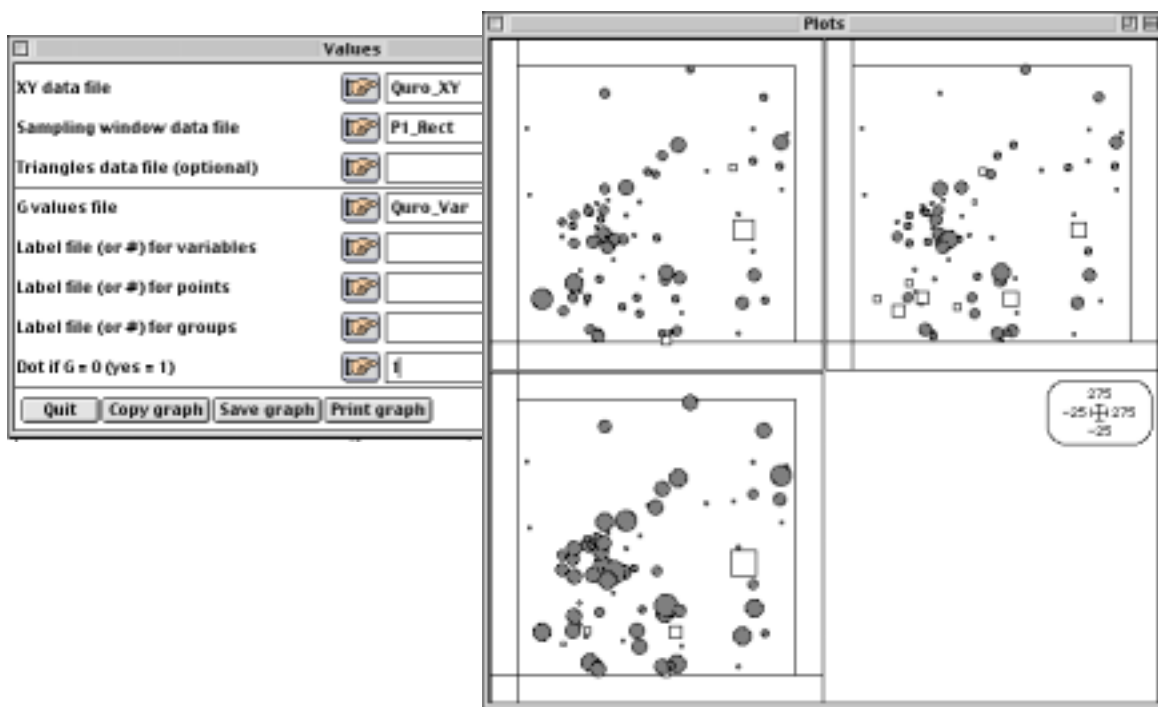 Values
XY data file
Quro_XY
Sampling window data file
P1_Rect
Triangles data file (optional)
G values file
Quro_Var
Label file (or #) for variables
Label file (or #) for points
Label file (or #) for groups
Dot if G = 0 (yes = 1)
1
Quit
Copy graph
Save graph
Print graph
Plots
275
-25 275
-25